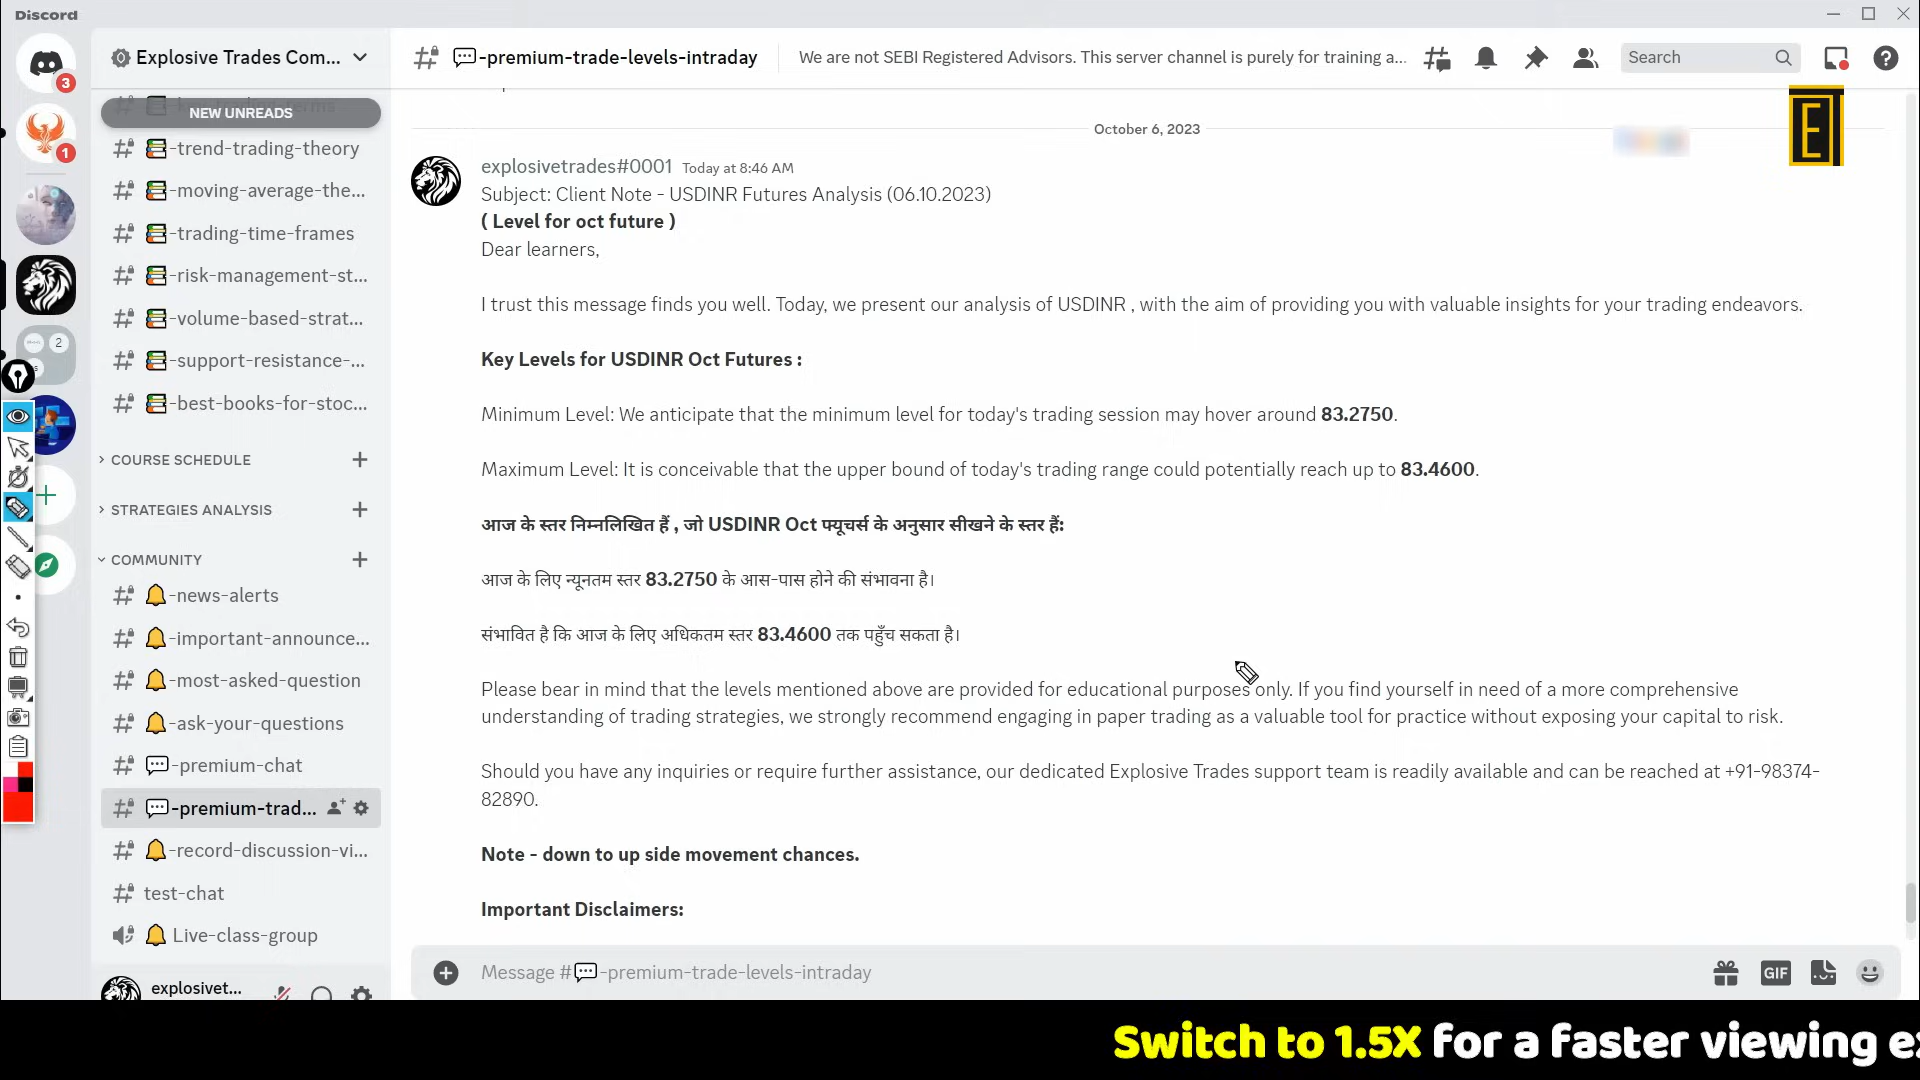 Discord
Explosive Trades Com...
-premium-trade-levels-intraday
We are not SEBI Registered Advisors. This server channel is purely for training a...
Search
3
1
2
NEW UNREADS
-trend-trading-theory
-moving-average-the...
-trading-time-frames
-risk-management-st...
-volume-based-strat...
-support-resistance-...
-best-books-for-stoc...
COURSE SCHEDULE
STRATEGIES ANALYSIS
COMMUNITY
-news-alerts
-important-announce...
-most-asked-question
-ask-your-questions
-premium-chat
-premium-trad...
-record-discussion-vi...
test-chat
Live-class-group
explosivet...
October 6, 2023
E
explosivetrades#0001 Today at 8:46 AM
Subject: Client Note - USDINR Futures Analysis (06.10.2023)
( Level for oct future )
Dear learners,
I trust this message finds you well. Today, we present our analysis of USDINR , with the aim of providing you with valuable insights for your trading endeavors.
Key Levels for USDINR Oct Futures :
Minimum Level: We anticipate that the minimum level for today's trading session may hover around 83.2750.
Maximum Level: It is conceivable that the upper bound of today's trading range could potentially reach up to 83.4600.
आज के स्तर निम्नलिखित हैं , जो USDINR Oct फ्यूचर्स के अनुसार सीखने के स्तर हैं:
आज के लिए न्यूनतम स्तर 83.2750 के आस-पास होने की संभावना है।
संभावित है कि आज के लिए अधिकतम स्तर 83.4600 तक पहुँच सकता है।
Please bear in mind that the levels mentioned above are provided for educational purposes only. If you find yourself in need of a more comprehensive
understanding of trading strategies, we strongly recommend engaging in paper trading as a valuable tool for practice without exposing your capital to risk.
Should you have any inquiries or require further assistance, our dedicated Explosive Trades support team is readily available and can be reached at +91-98374-
82890.
Note - down to up side movement chances.
Important Disclaimers:
Message # -premium-trade-levels-intraday
GIF
Switch to 1.5X for a faster viewing ex